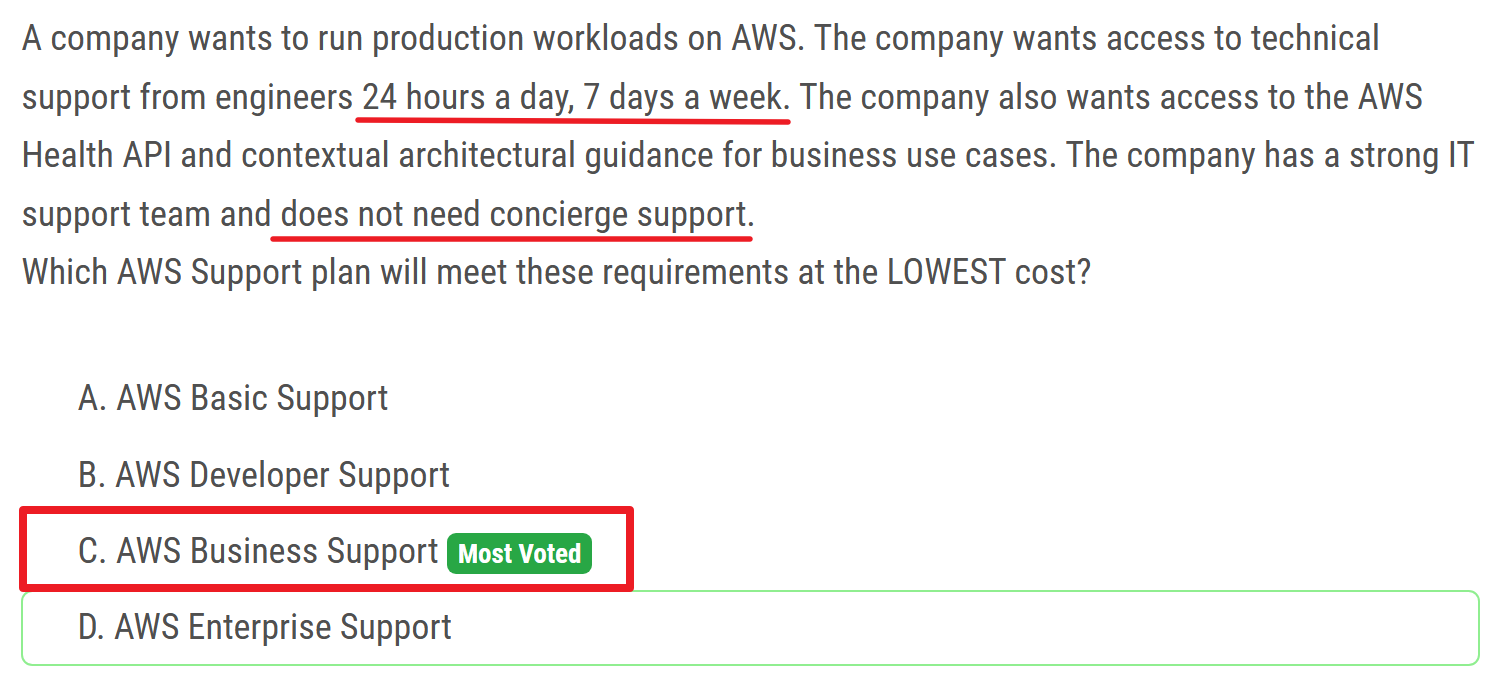 A company wants to run production workloads on AWS. The company wants access to technical
support from engineers 24 hours a day, 7 days a week. The company also wants access to the AWS
Health API and contextual architectural guidance for business use cases. The company has a strong IT
support team and does not need concierge support.
Which AWS Support plan will meet these requirements at the LOWEST cost?
A. AWS Basic Support
B. AWS Developer Support
C. AWS Business Support Most Voted
D. AWS Enterprise Support